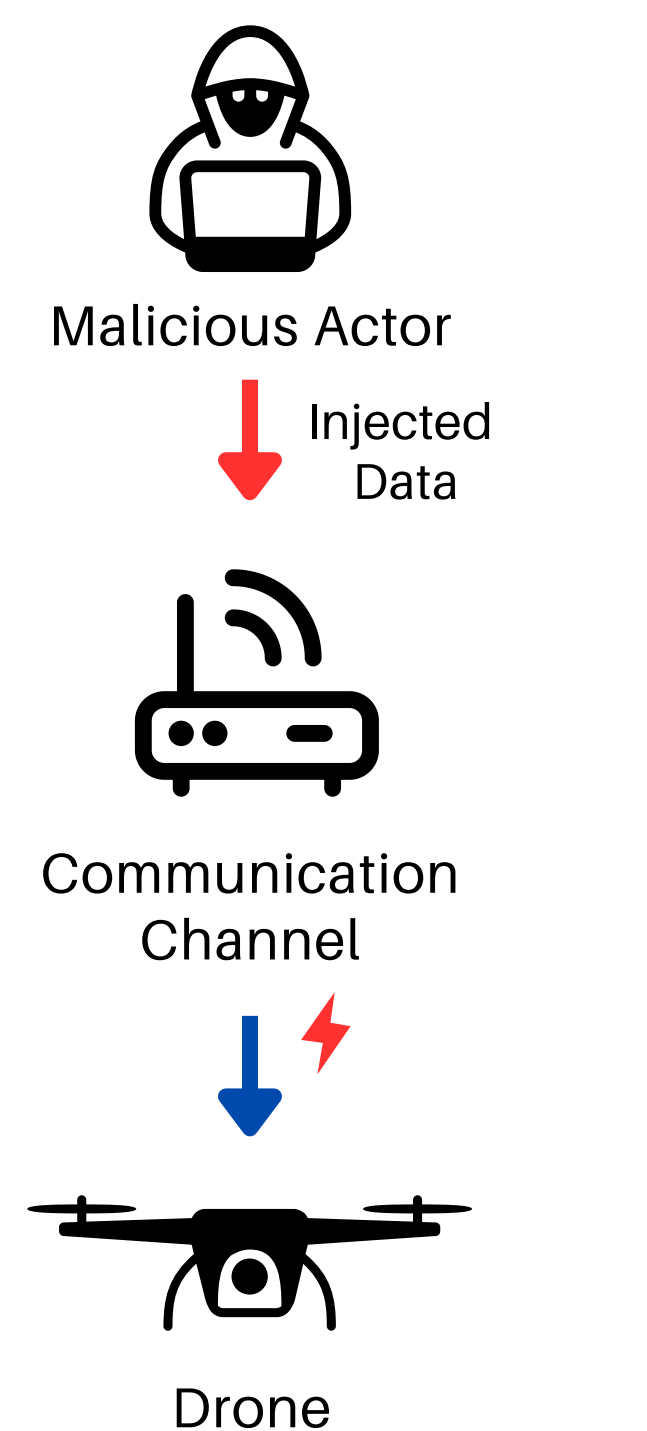 Malicious Actor
Injected
Data
Communication
Channel
Drone